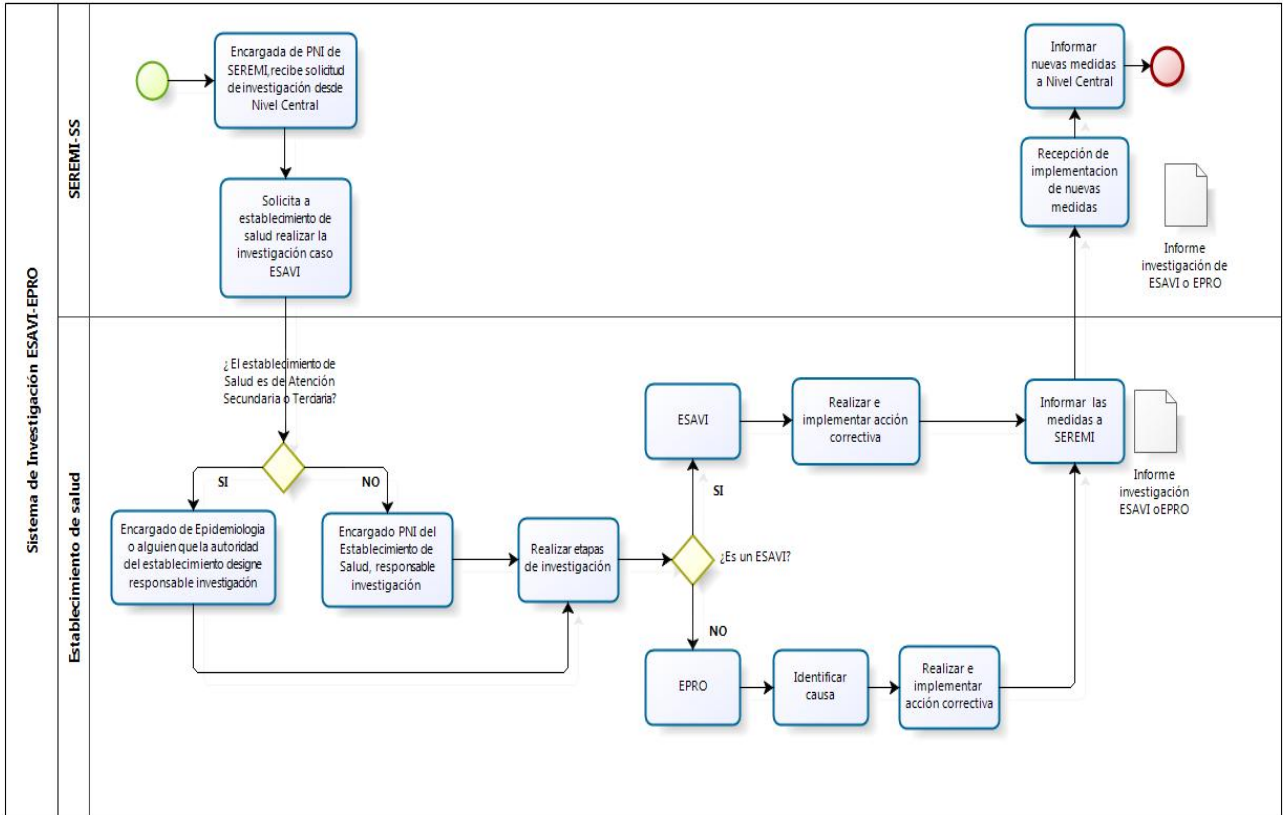 Sistema de Investigación ESAVI-EPRO
SEREMI-SS
Encargada de PNI de
SEREMI,recibe solicitud
de investigación desde
Nivel Central
Solicita a
establecimiento de
salud realizar la
investigación caso
ESAVI
Informar
nuevas medidas
a Nivel Central
Recepción de
implementacion
de nuevas
medidas
Informe
investigación de
ESAVI o EPRO
Establecimiento de salud
¿ El establecimiento de
Salud es de Atención
Secundaria o Terciaria?
SI
NO
Encargado de Epidemiología
o alguien que la autoridad
del establecimiento designe
responsable investigación
Encargado PNI del
Establecimiento de
Salud, responsable
investigación
Realizar etapas
de investigación
¿Es un ESAVI?
SI
NO
ESAVI
Realizar e
implementar acción
correctiva
Informar las
medidas a
SEREMI
Informe
investigación
ESAVI oEPRO
EPRO
Identificar
causa
Realizar e
implementar
acción correctiva